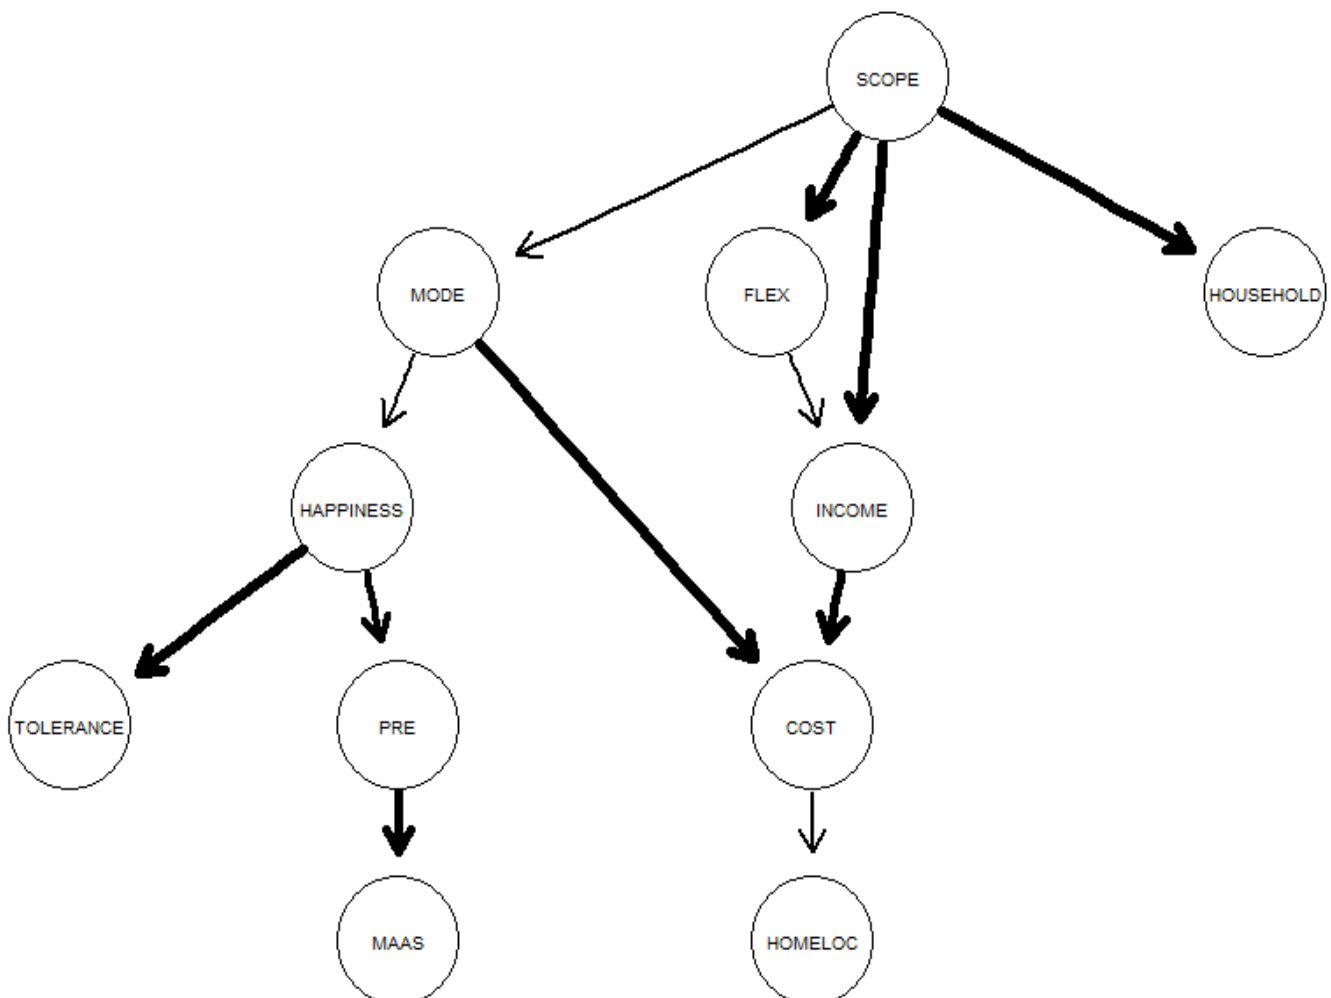 SCOPE
MODE
FLEX
HOUSEHOLD
HAPPINESS
INCOME
TOLERANCE
PRE
COST
MAAS
HOMELOC